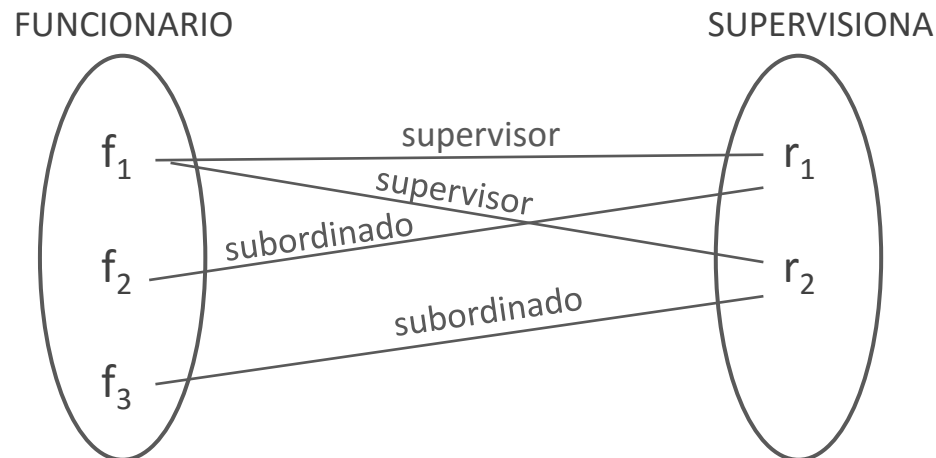 FUNCIONARIO
SUPERVISIONA
supervisor
f₁
r₁
supervisor
subordinado
f₂
r₂
subordinado
f₃